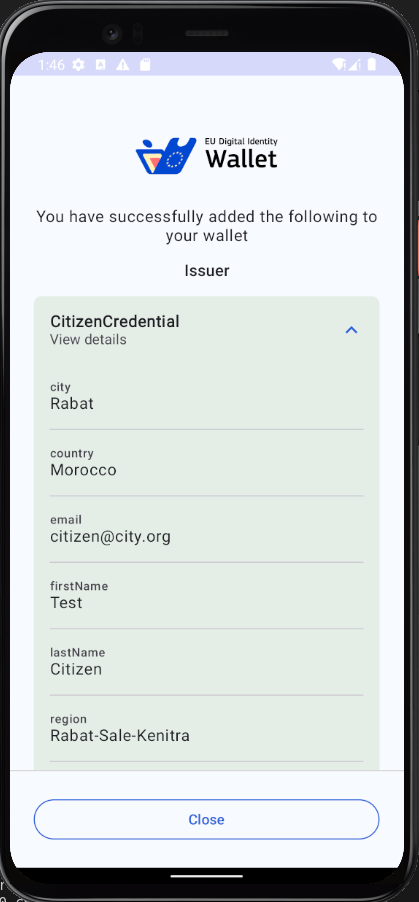 1:46
EU Digital Identity
Wallet
You have successfully added the following to
your wallet
Issuer
CitizenCredential
View details
city
Rabat
country
Morocco
email
citizen@city.org
firstName
Test
lastName
Citizen
region
Rabat-Sale-Kenitra
Close